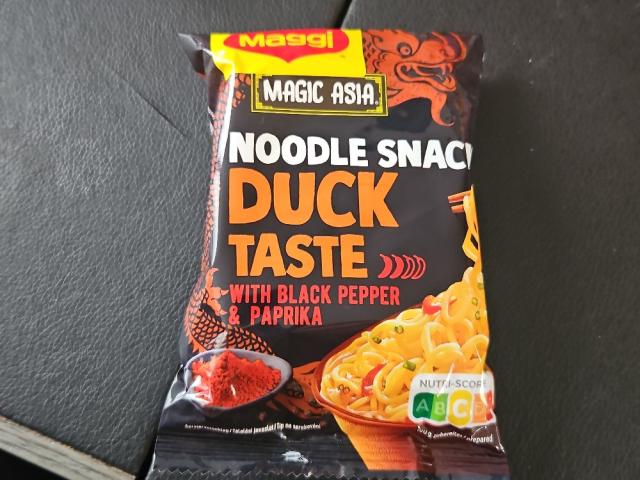 Maggi
MAGIC ASIA®
NOODLE SNACK
DUCK
TASTE
WITH BLACK PEPPER
& PAPRIKA
NUTRI-SCORE
A B C D